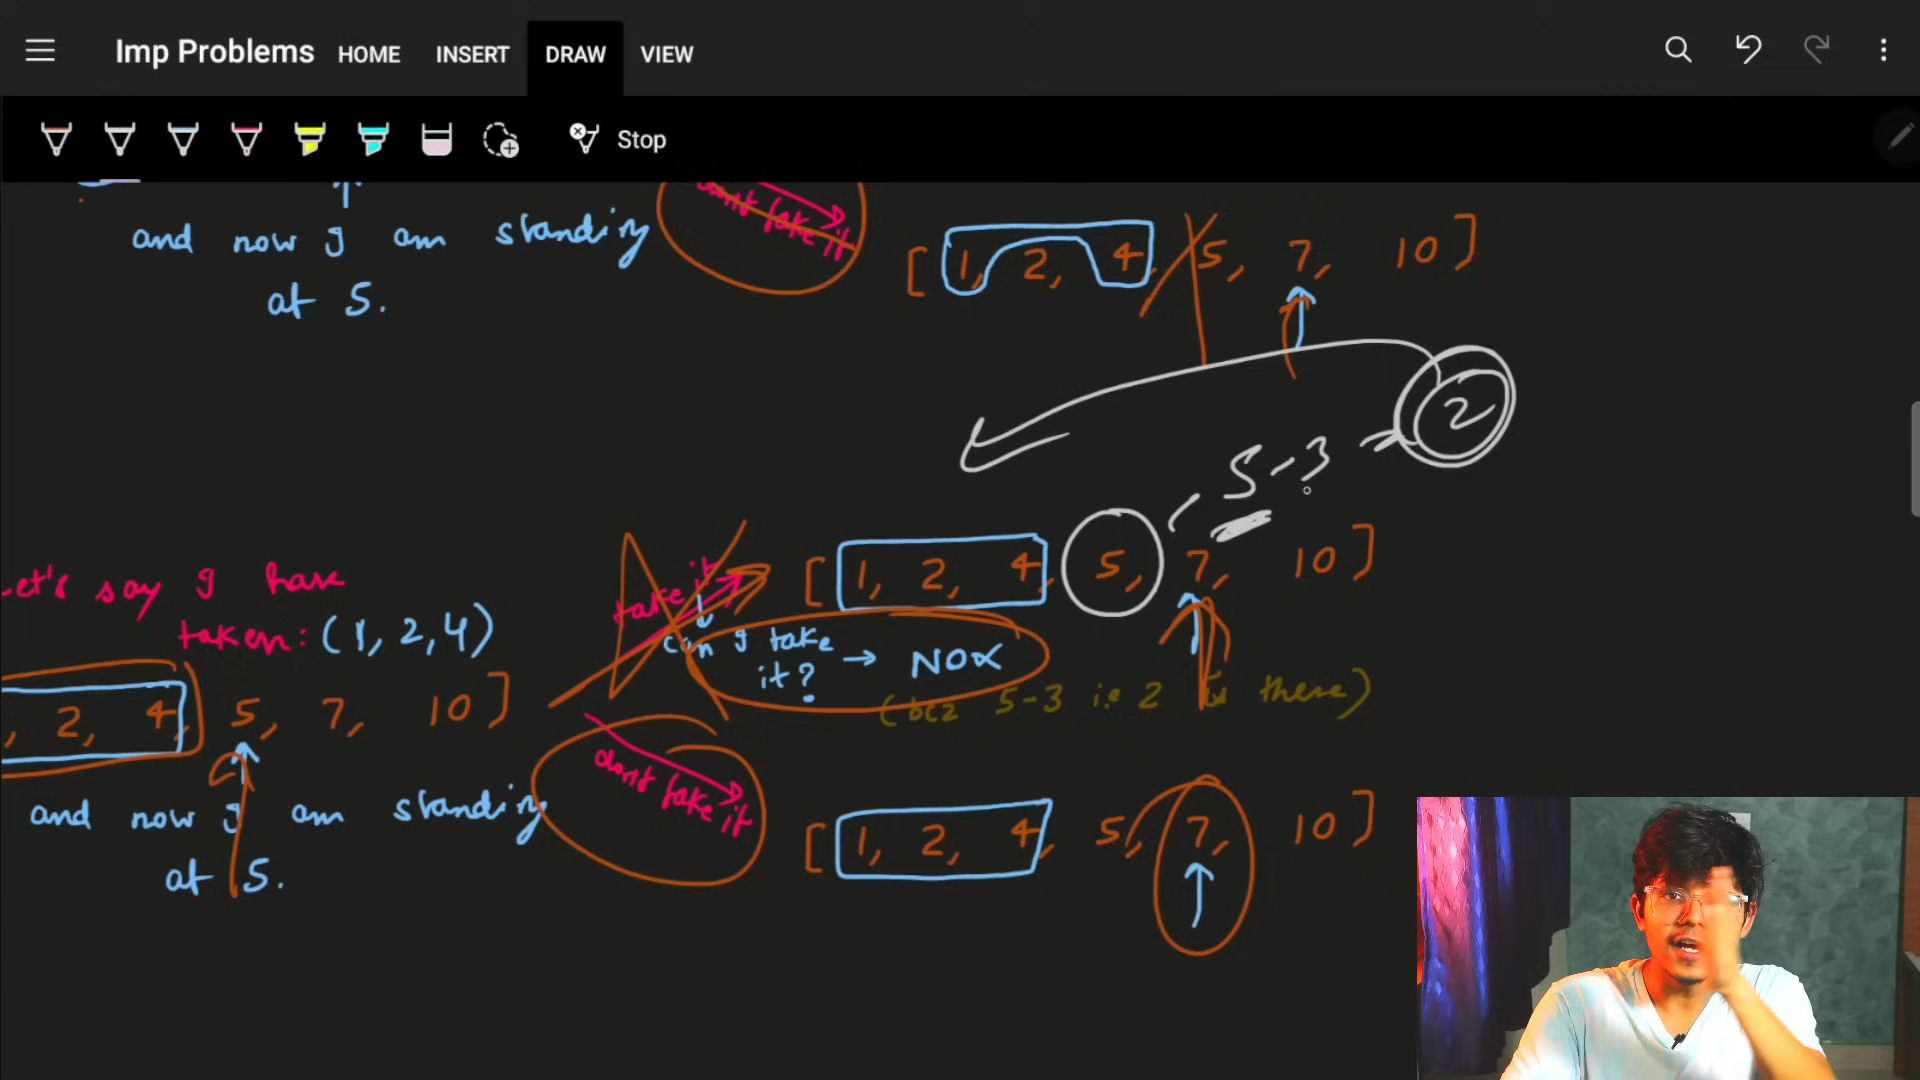 Imp Problems HOME INSERT DRAW VIEW
Stop
don't take it
and now I am standing
at 5.
[1, 2, 4, 5, 7, 10]
5-3 = 2
take it
[1, 2, 4, 5, 7, 10]
Let's say I have
taken: (1, 2, 4)
can I take it? → NO
(bcz 5-3 i.e 2 is there)
, 2, 4, 5, 7, 10]
don't take it
and now I am standing
at 5.
[1, 2, 4, 5, 7, 10]